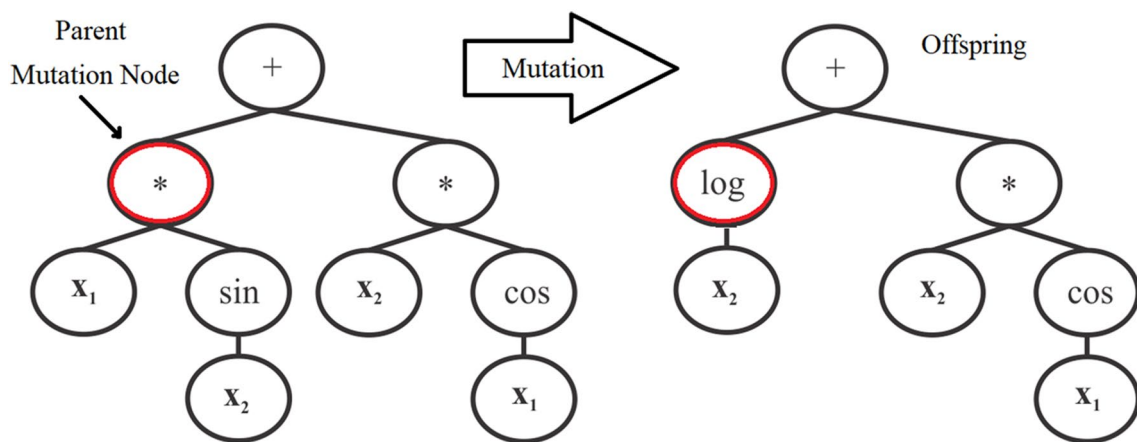 Parent
Mutation Node
Mutation
Offspring
+
+
*
*
log
*
x₁
sin
x₂
cos
x₂
x₂
cos
x₂
x₁
x₁